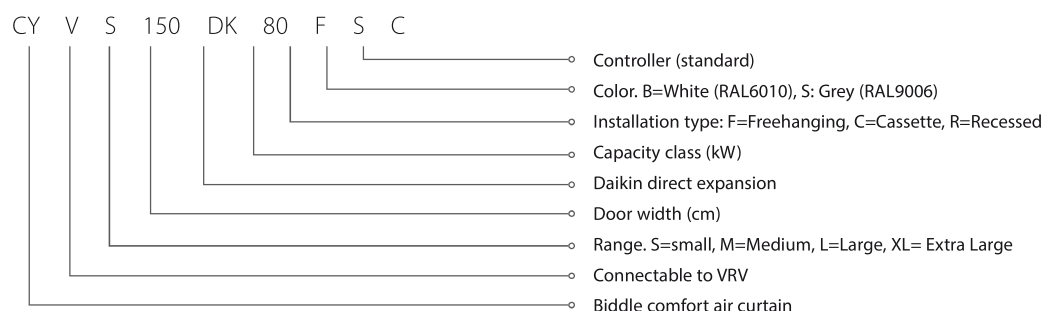 CY V S 150 DK 80 F S C
Controller (standard)
Color. B=White (RAL6010), S: Grey (RAL9006)
Installation type: F=Freehanging, C=Cassette, R=Recessed
Capacity class (kW)
Daikin direct expansion
Door width (cm)
Range. S=small, M=Medium, L=Large, XL= Extra Large
Connectable to VRV
Biddle comfort air curtain